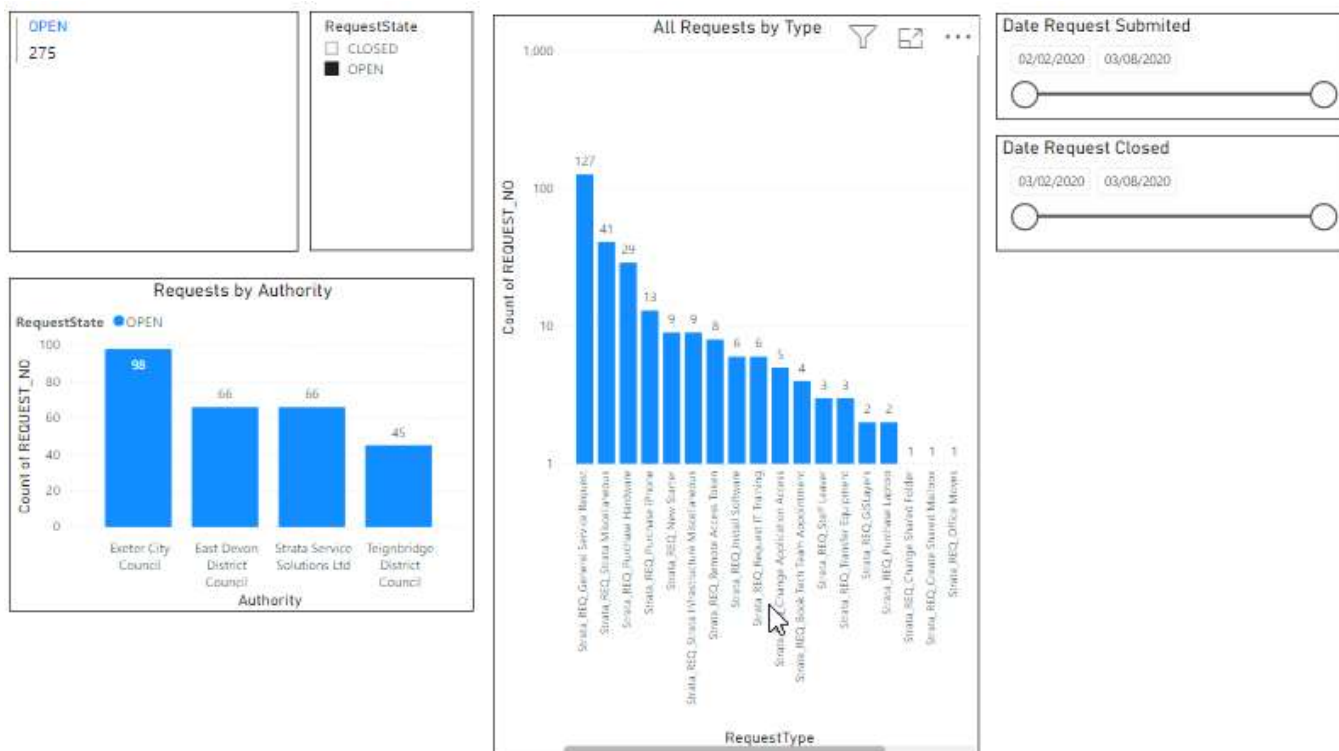 OPEN
275
RequestState
CLOSED
OPEN
Requests by Authority
RequestState OPEN
Count of REQUEST_NO
100
80
60
40
20
0
98
66
66
45
Exeter City
Council
East Devon
District
Council
Strata Service
Solutions Ltd
Teignbridge
District
Council
Authority
All Requests by Type
Count of REQUEST_NO
1,000
100
10
1
127
41
29
13
9
9
8
6
6
5
4
3
3
2
2
1
1
1
Strata_REQ_General Service Request
Strata_REQ_Strata Miscellaneous
Strata_REQ_Purchase Hardware
Strata_REQ_Purchase iPhone
Strata_REQ_New Starter
Strata_REQ_Strata Infrastructure Miscellaneous
Strata_REQ_Remote Access Token
Strata_REQ_Install Software
Strata_REQ_Request IT Training
Change Application Access
Strata_REQ_Book Tech Team Appointment
Strata_REQ_Staff Leaver
Strata_REQ_Transfer Equipment
Strata_REQ_GISLayers
Strata_REQ_Purchase Laptop
Strata_REQ_Change Shared Folder
Strata_REQ_Create Shared Mailbox
Strata_REQ_Office Moves
RequestType
Date Request Submited
02/02/2020 03/08/2020
Date Request Closed
03/02/2020 03/08/2020